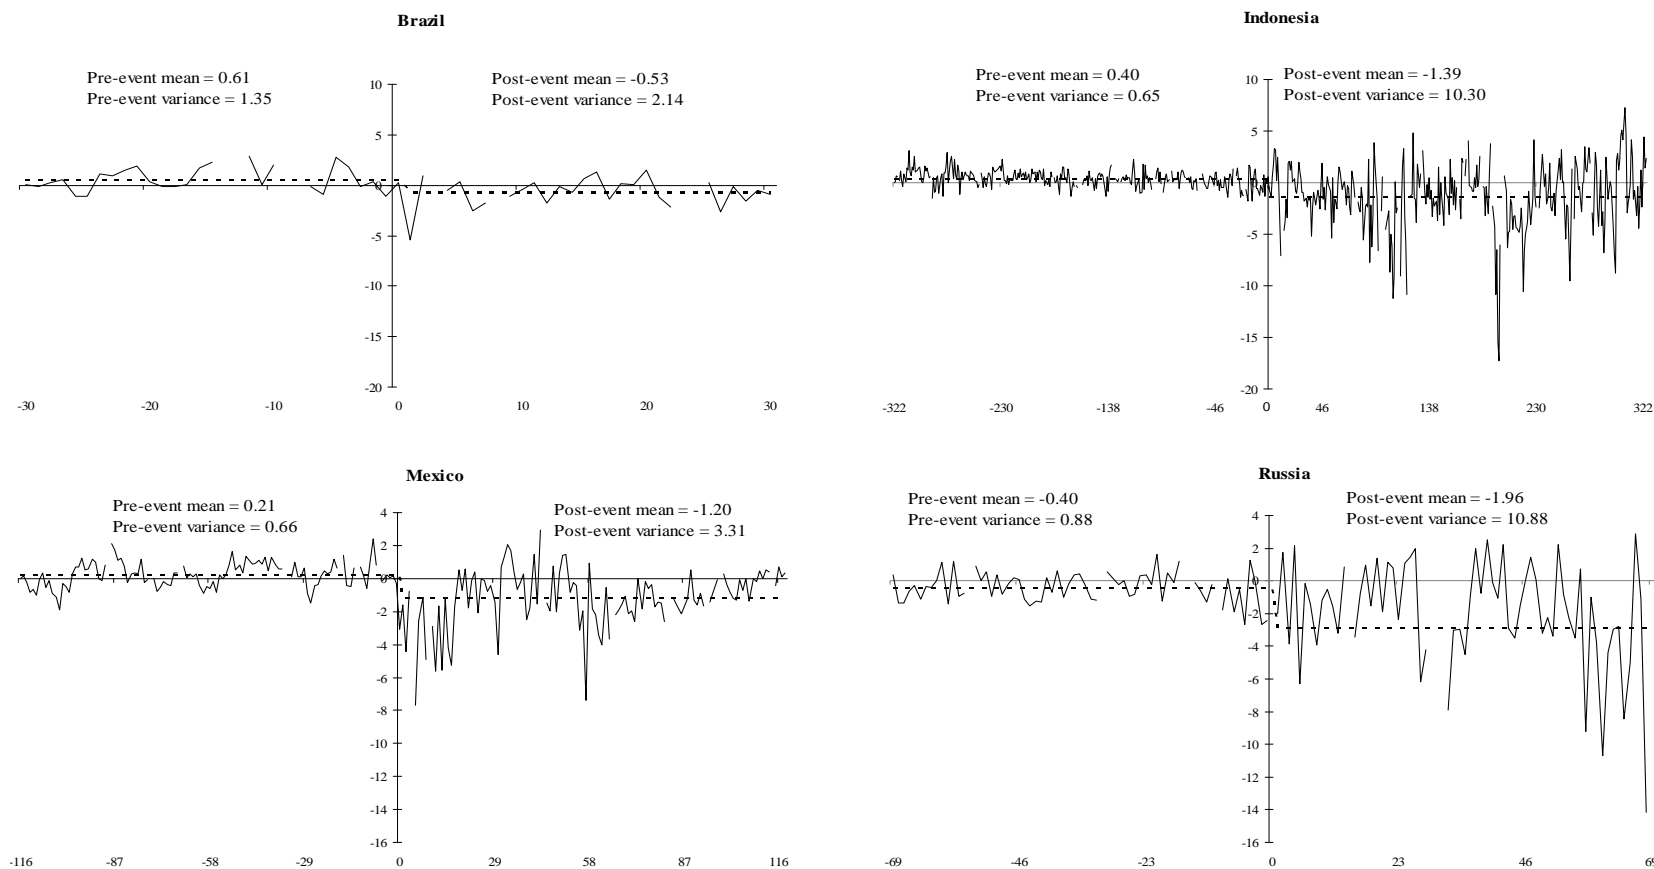 Brazil
Pre-event mean = 0.61
Pre-event variance = 1.35
Post-event mean = -0.53
Post-event variance = 2.14
10
5
0
-5
-10
-15
-20
-30 -20 -10 0 10 20 30
Indonesia
Pre-event mean = 0.40
Pre-event variance = 0.65
Post-event mean = -1.39
Post-event variance = 10.30
10
5
0
-5
-10
-15
-20
-322 -230 -138 -46 0 46 138 230 322
Mexico
Pre-event mean = 0.21
Pre-event variance = 0.66
Post-event mean = -1.20
Post-event variance = 3.31
4
2
0
-2
-4
-6
-8
-10
-12
-14
-16
-116 -87 -58 -29 0 29 58 87 116
Russia
Pre-event mean = -0.40
Pre-event variance = 0.88
Post-event mean = -1.96
Post-event variance = 10.88
4
2
0
-2
-4
-6
-8
-10
-12
-14
-16
-69 -46 -23 0 23 46 69